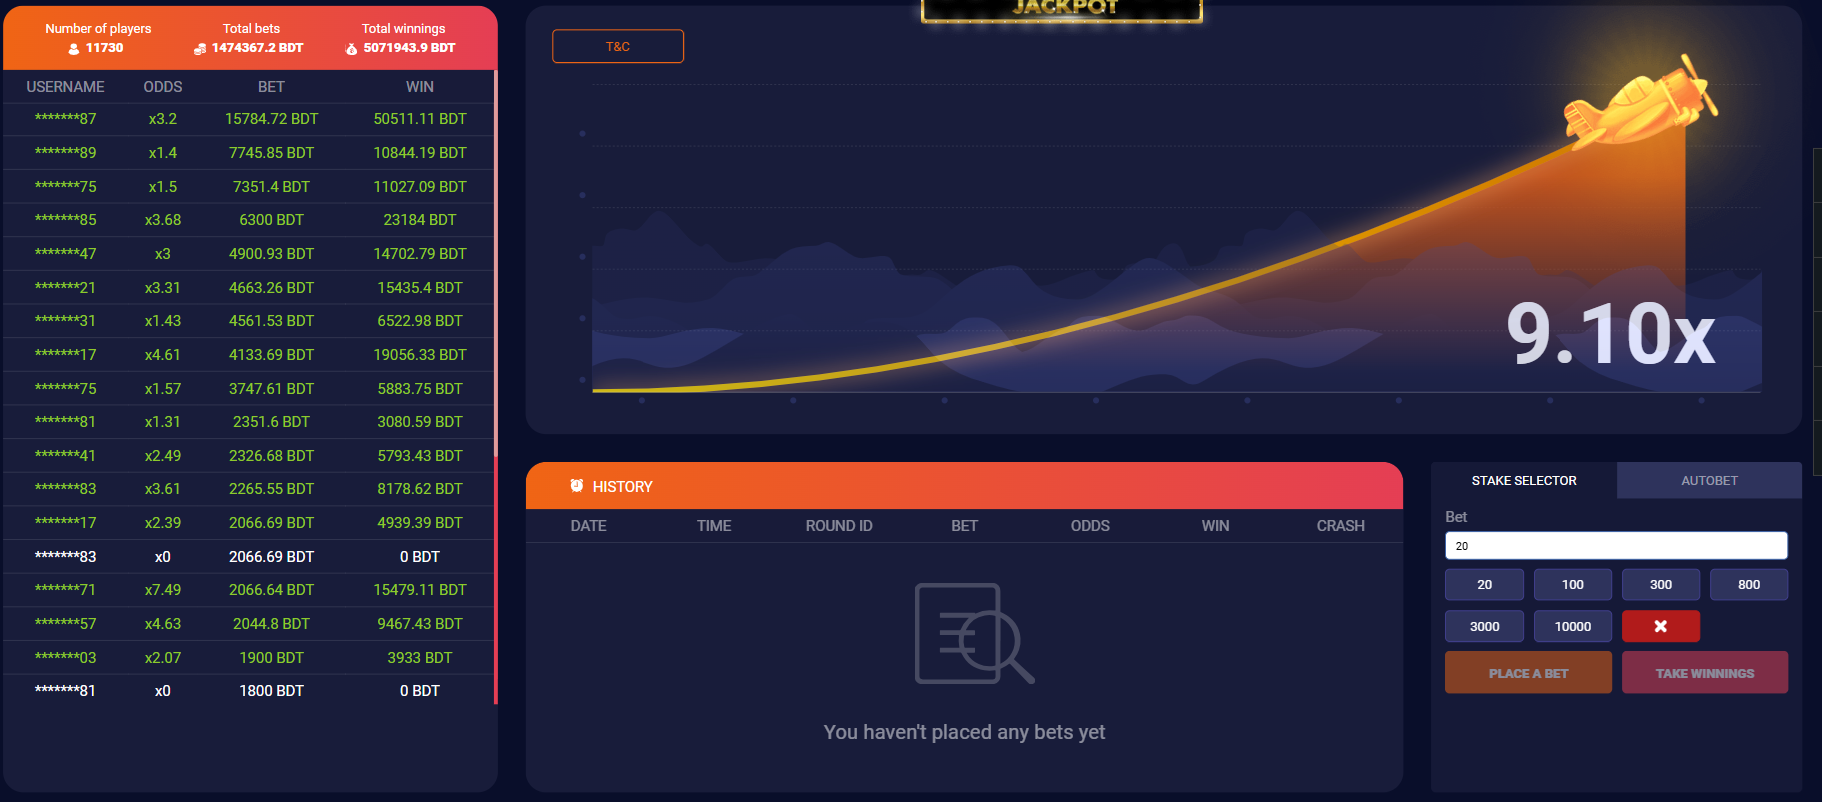 JACKPOT
Number of players Total bets Total winnings
11730 1474367.2 BDT 5071943.9 BDT
USERNAME ODDS BET WIN
*******87 x3.2 15784.72 BDT 50511.11 BDT
*******89 x1.4 7745.85 BDT 10844.19 BDT
*******75 x1.5 7351.4 BDT 11027.09 BDT
*******85 x3.68 6300 BDT 23184 BDT
*******47 x3 4900.93 BDT 14702.79 BDT
*******21 x3.31 4663.26 BDT 15435.4 BDT
*******31 x1.43 4561.53 BDT 6522.98 BDT
*******17 x4.61 4133.69 BDT 19056.33 BDT
*******75 x1.57 3747.61 BDT 5883.75 BDT
*******81 x1.31 2351.6 BDT 3080.59 BDT
*******41 x2.49 2326.68 BDT 5793.43 BDT
*******83 x3.61 2265.55 BDT 8178.62 BDT
*******17 x2.39 2066.69 BDT 4939.39 BDT
*******83 x0 2066.69 BDT 0 BDT
*******71 x7.49 2066.64 BDT 15479.11 BDT
*******57 x4.63 2044.8 BDT 9467.43 BDT
*******03 x2.07 1900 BDT 3933 BDT
*******81 x0 1800 BDT 0 BDT
T&C
9.10x
HISTORY
DATE TIME ROUND ID BET ODDS WIN CRASH
You haven't placed any bets yet
STAKE SELECTOR AUTOBET
Bet
20
20 100 300 800
3000 10000
PLACE A BET TAKE WINNINGS